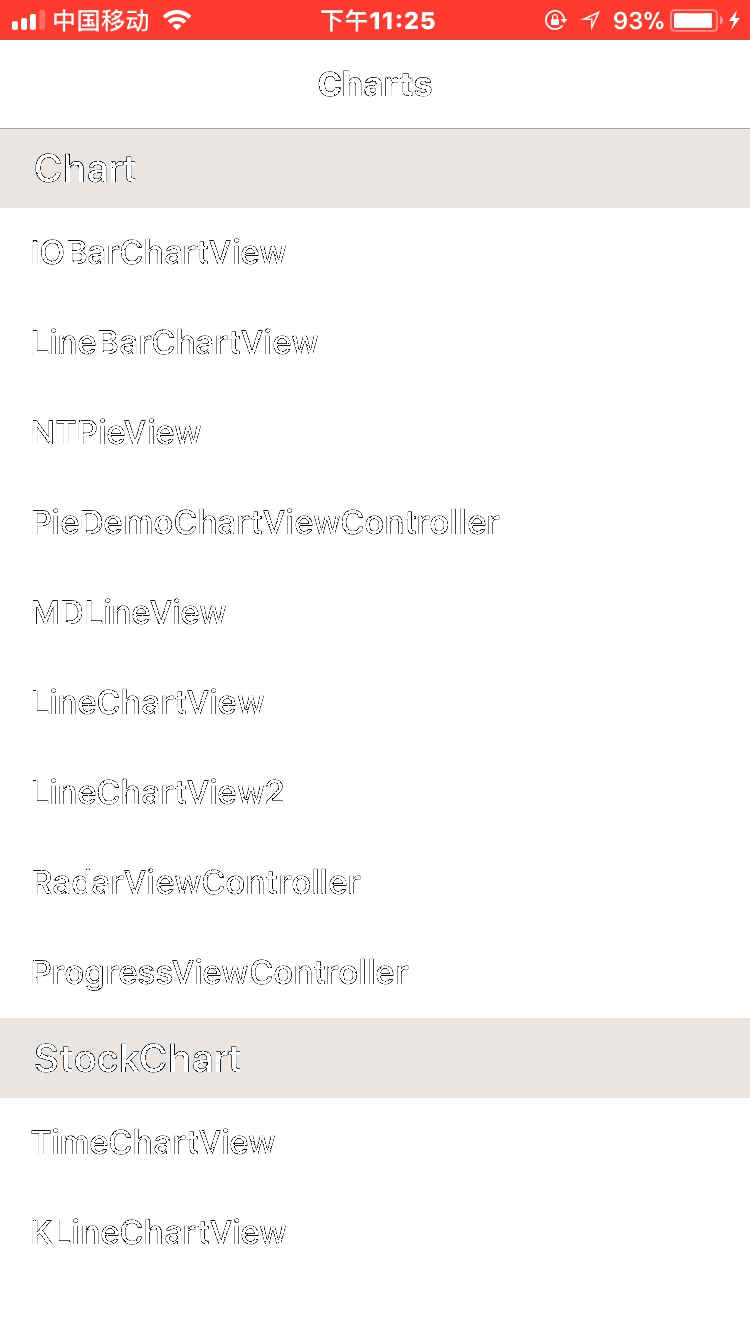 中国移动 下午11:25 93%
Charts
Chart
IOBarChartView
LineBarChartView
NTPieView
PieDemoChartViewController
MDLineView
LineChartView
LineChartView2
RadarViewController
ProgressViewController
StockChart
TimeChartView
KLineChartView